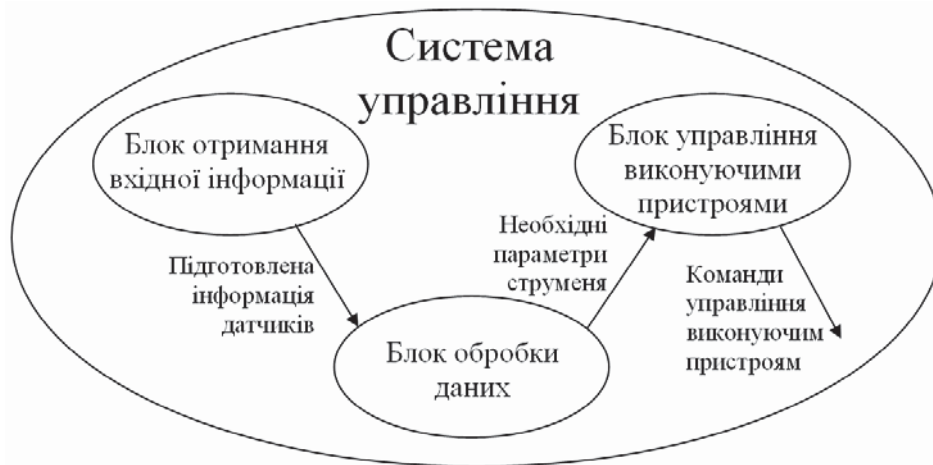 Система
управління
Блок отримання
вхідної інформації
Блок управління
виконуючими
пристроями
Підготовлена
інформація
датчиків
Необхідні
параметри
струменя
Команди
управління
виконуючим
пристроям
Блок обробки
даних